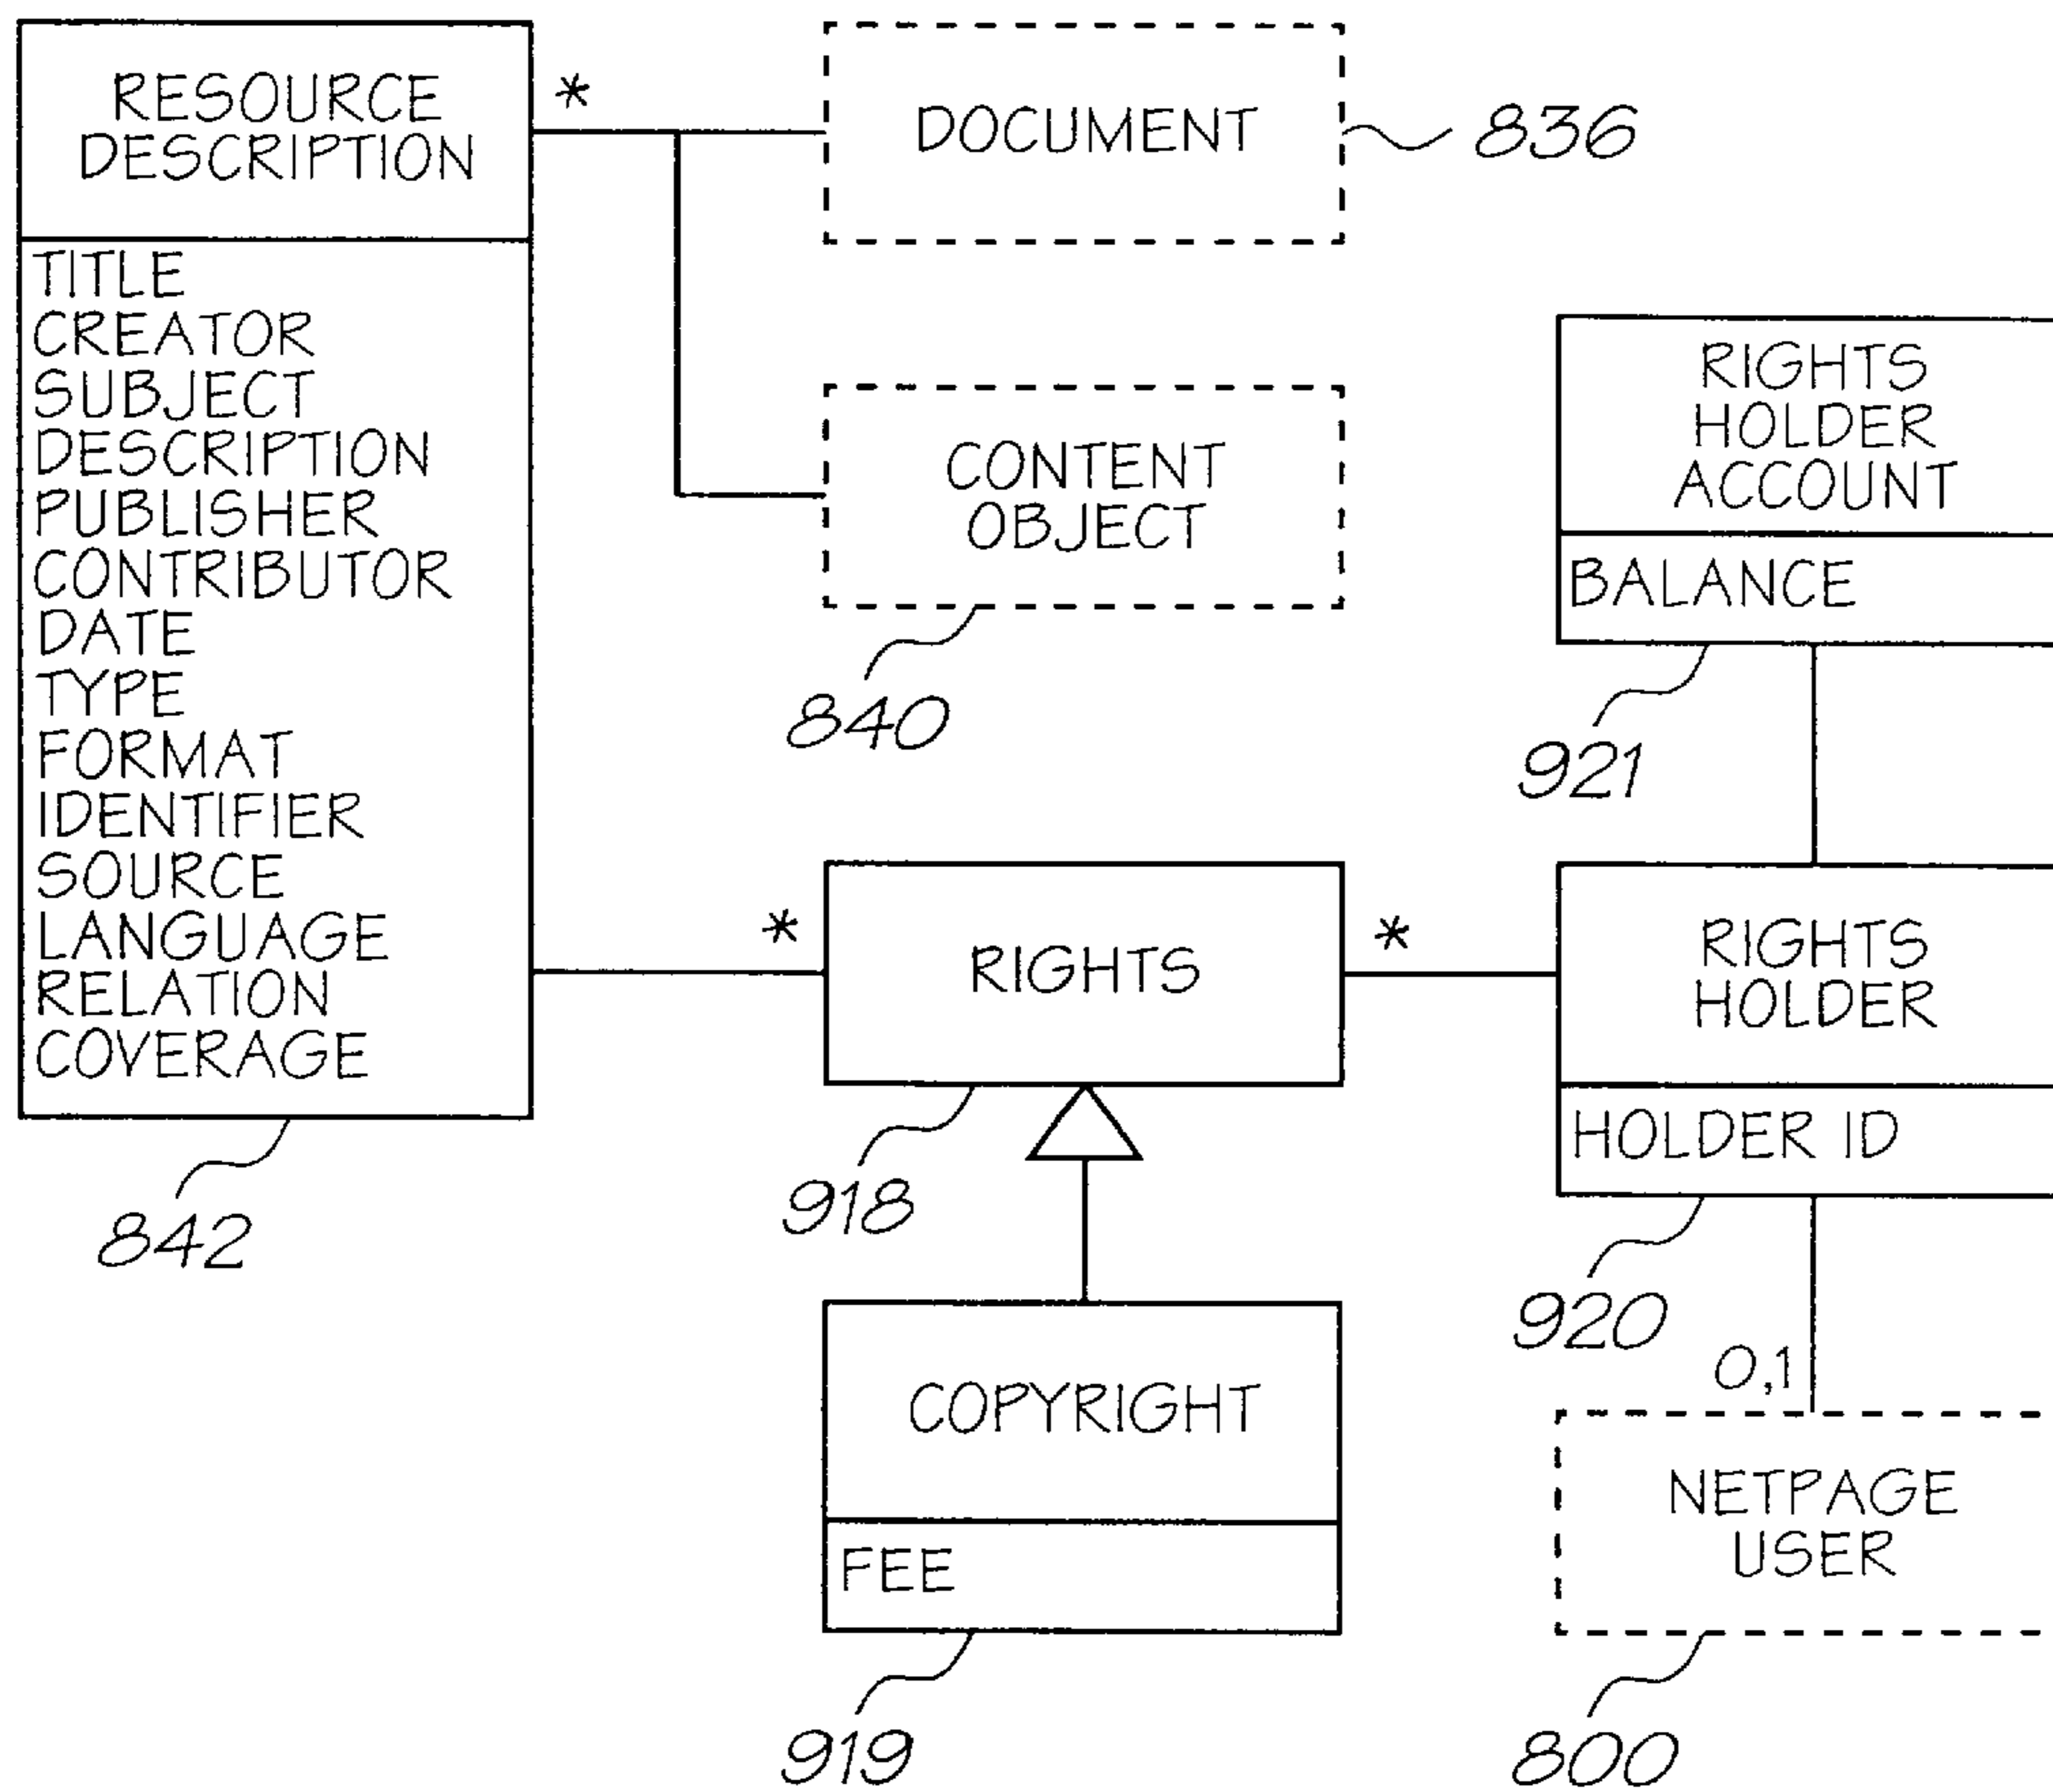 RESOURCE
DESCRIPTION
*
TITLE
CREATOR
SUBJECT
DESCRIPTION
PUBLISHER
CONTRIBUTOR
DATE
TYPE
FORMAT
IDENTIFIER
SOURCE
LANGUAGE
RELATION
COVERAGE
842
DOCUMENT
836
CONTENT
OBJECT
840
RIGHTS
HOLDER
ACCOUNT
BALANCE
921
*
RIGHTS
*
918
RIGHTS
HOLDER
HOLDER ID
920
0,1
COPYRIGHT
FEE
919
NETPAGE
USER
800